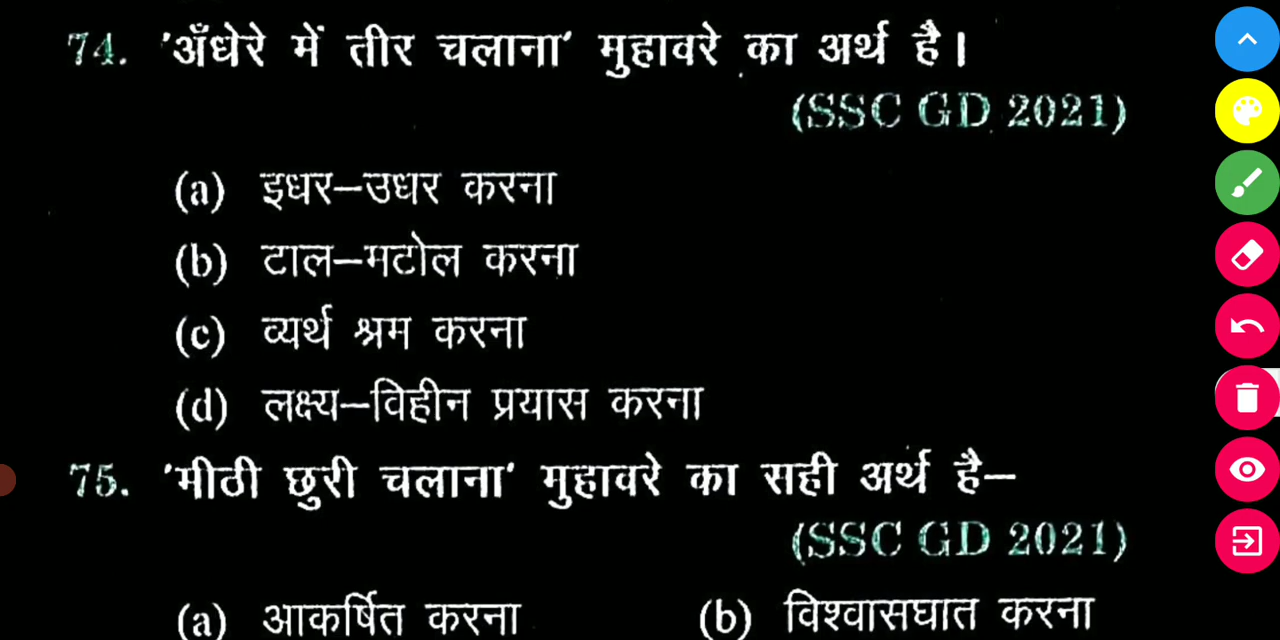 74. 'अँधेरे में तीर चलाना' मुहावरे का अर्थ है।
(SSC GD 2021)
(a) इधर–उधर करना
(b) टाल–मटोल करना
(c) व्यर्थ श्रम करना
(d) लक्ष्य–विहीन प्रयास करना
75. 'मीठी छुरी चलाना' मुहावरे का सही अर्थ है–
(SSC GD 2021)
(a) आकर्षित करना (b) विश्वासघात करना